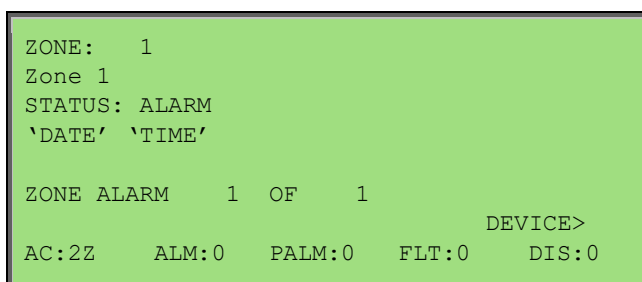 ZONE: 1
Zone 1
STATUS: ALARM
‘DATE’ ‘TIME’
ZONE ALARM 1 OF 1
DEVICE>
AC:2Z ALM:0 PALM:0 FLT:0 DIS:0